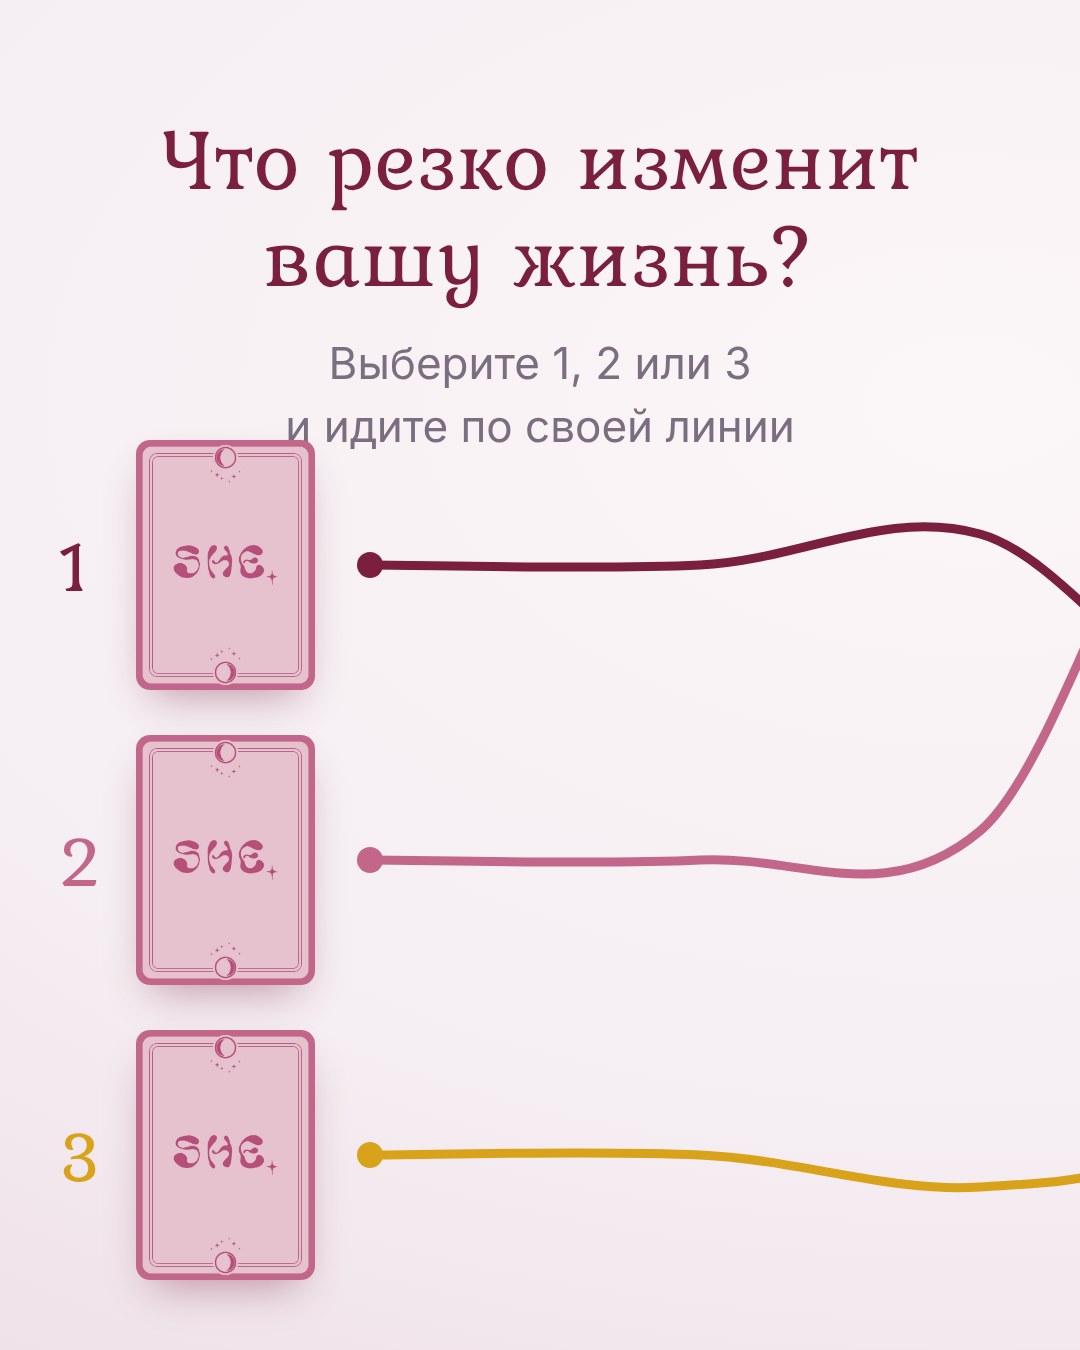 Что резко изменит
вашу жизнь?
Выберите 1, 2 или 3
и идите по своей линии
1
SHE
2
SHE
3
SHE